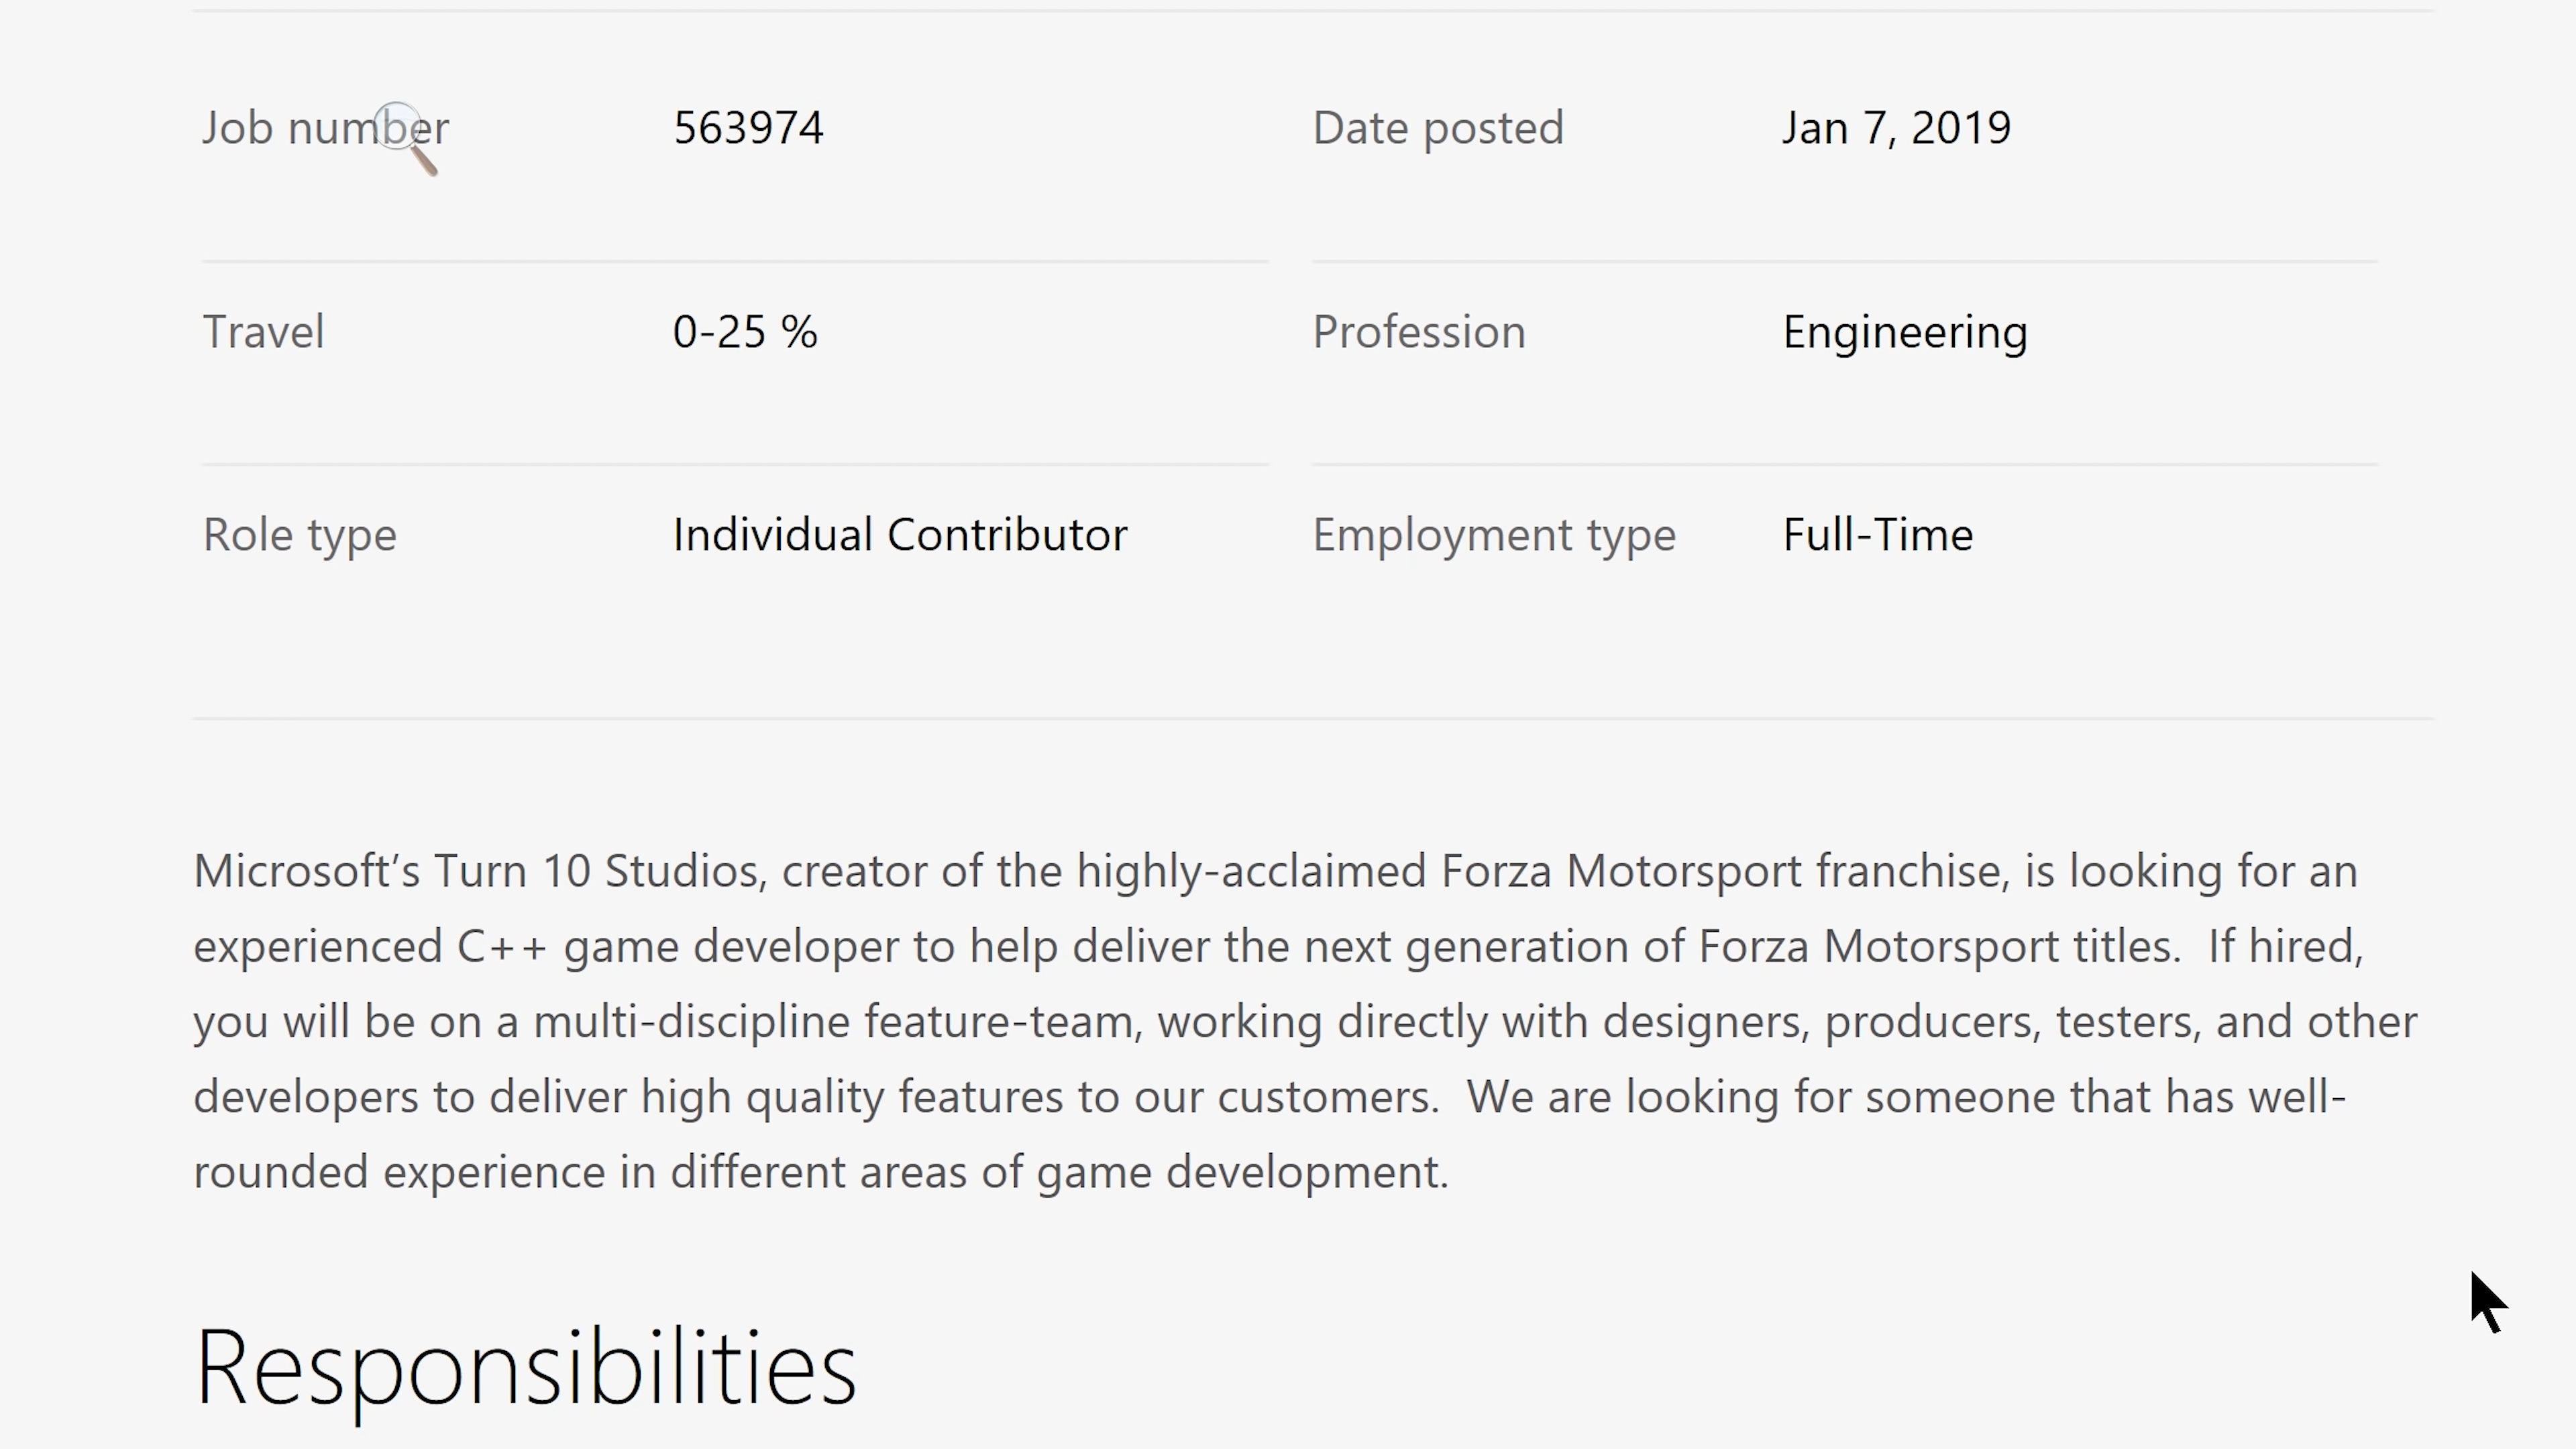 Job number 563974 Date posted Jan 7, 2019
Travel 0-25 % Profession Engineering
Role type Individual Contributor Employment type Full-Time
Microsoft’s Turn 10 Studios, creator of the highly-acclaimed Forza Motorsport franchise, is looking for an
experienced C++ game developer to help deliver the next generation of Forza Motorsport titles.  If hired,
you will be on a multi-discipline feature-team, working directly with designers, producers, testers, and other
developers to deliver high quality features to our customers.  We are looking for someone that has well-
rounded experience in different areas of game development.
Responsibilities